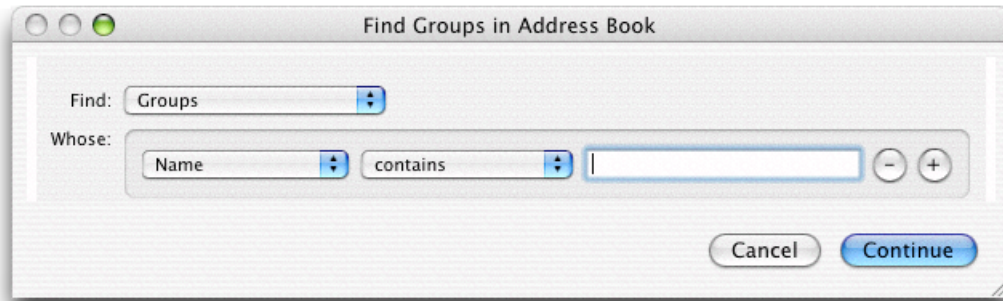 Find Groups in Address Book
Find: Groups
Whose:
Name contains - +
Cancel Continue